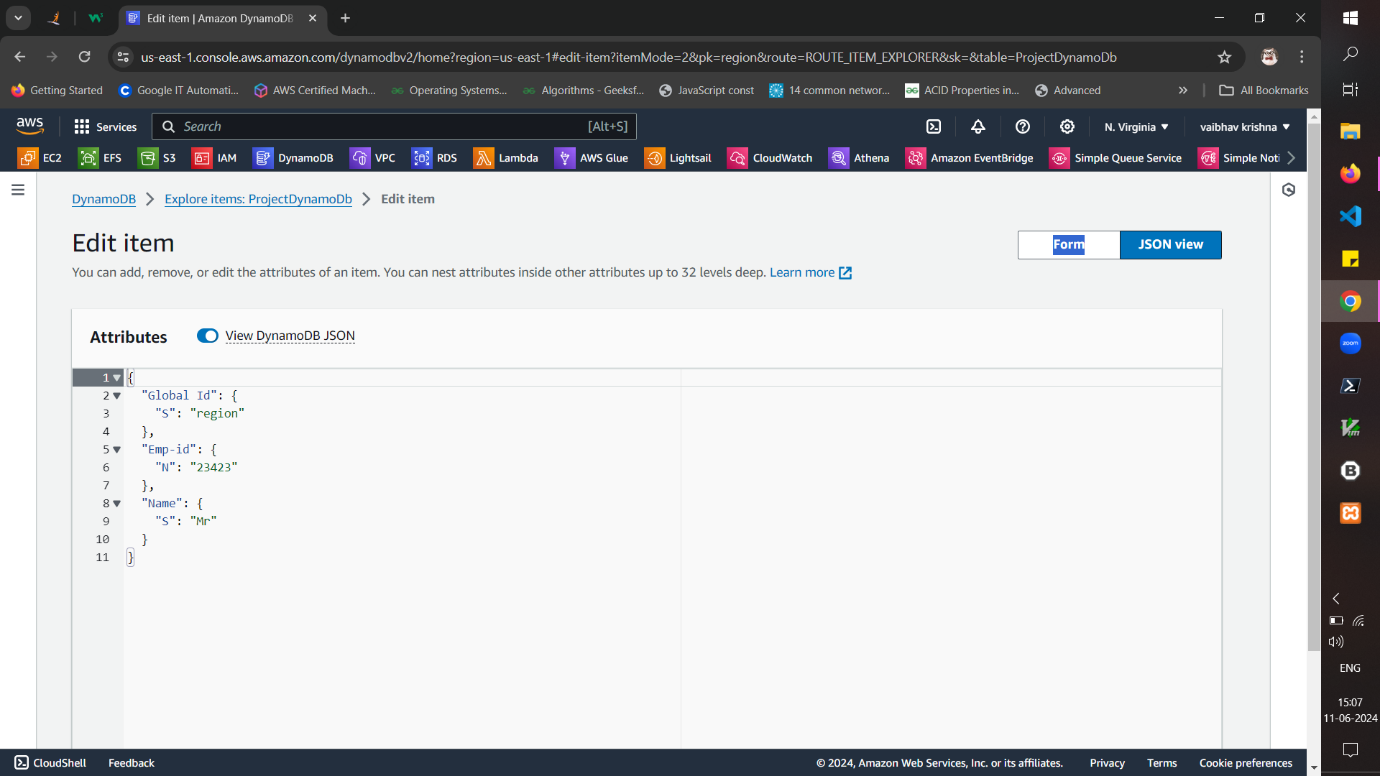 Edit item | Amazon DynamoDB
us-east-1.console.aws.amazon.com/dynamodbv2/home?region=us-east-1#edit-item?itemMode=2&pk=region&route=ROUTE_ITEM_EXPLORER&sk=&table=ProjectDynamoDb
Getting Started Google IT Automati... AWS Certified Mach... Operating Systems... Algorithms - Geeksf... JavaScript const 14 common networ... ACID Properties in... Advanced » All Bookmarks
aws Services Search [Alt+S] N. Virginia vaibhav krishna
EC2 EFS S3 IAM DynamoDB VPC RDS Lambda AWS Glue Lightsail CloudWatch Athena Amazon EventBridge Simple Queue Service Simple Noti
DynamoDB Explore items: ProjectDynamoDb Edit item
Edit item
Form JSON view
You can add, remove, or edit the attributes of an item. You can nest attributes inside other attributes up to 32 levels deep. Learn more
Attributes View DynamoDB JSON
1 {
2 "Global Id": {
3 "S": "region"
4 },
5 "Emp-id": {
6 "N": "23423"
7 },
8 "Name": {
9 "S": "Mr"
10 }
11 }
zoom
ENG
15:07
11-06-2024
CloudShell Feedback © 2024, Amazon Web Services, Inc. or its affiliates. Privacy Terms Cookie preferences